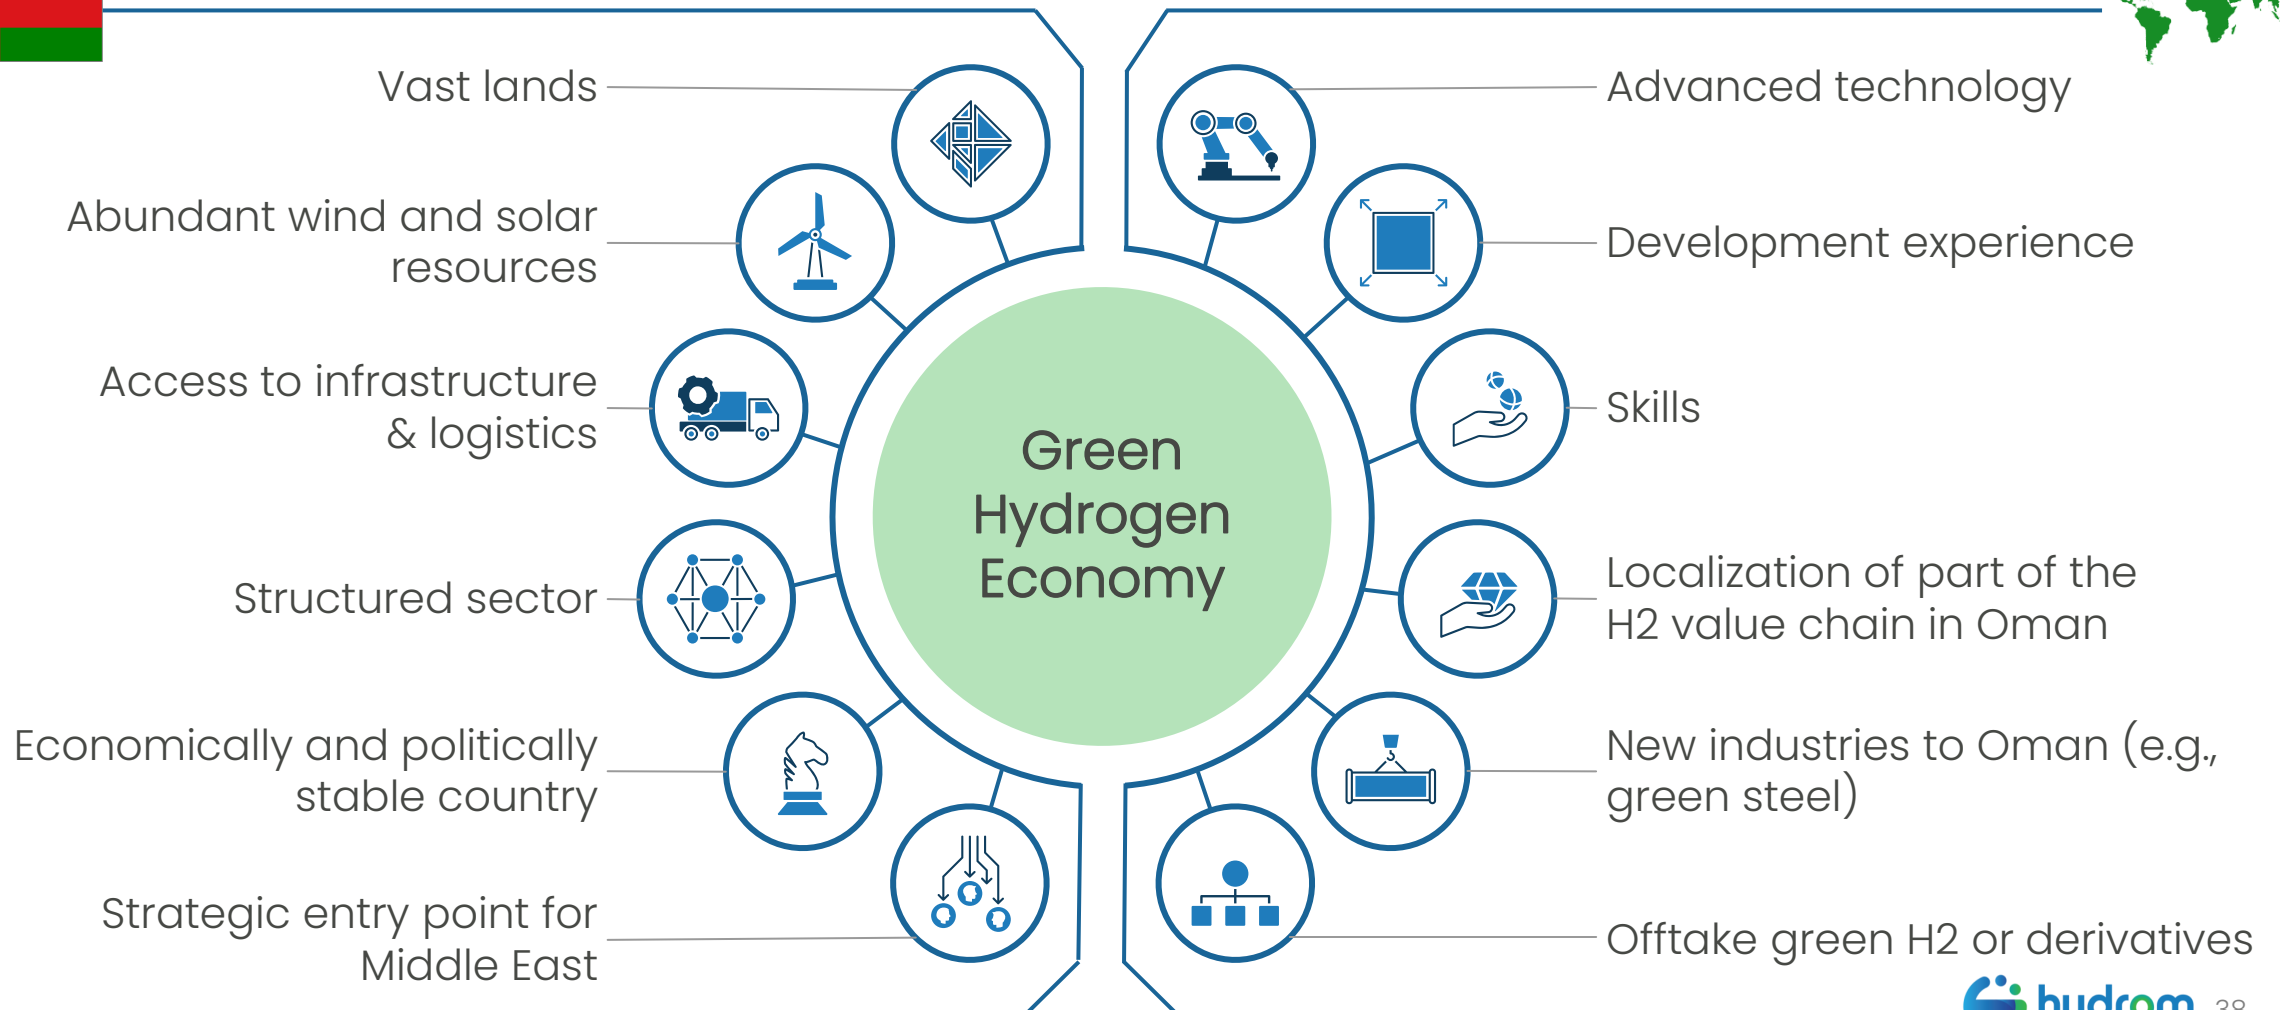 Vast lands
Abundant wind and solar
resources
Access to infrastructure
& logistics
Structured sector
Economically and politically
stable country
Strategic entry point for
Middle East
Green
Hydrogen
Economy
Advanced technology
Development experience
Skills
Localization of part of the
H2 value chain in Oman
New industries to Oman (e.g.,
green steel)
Offtake green H2 or derivatives
hydrom
38